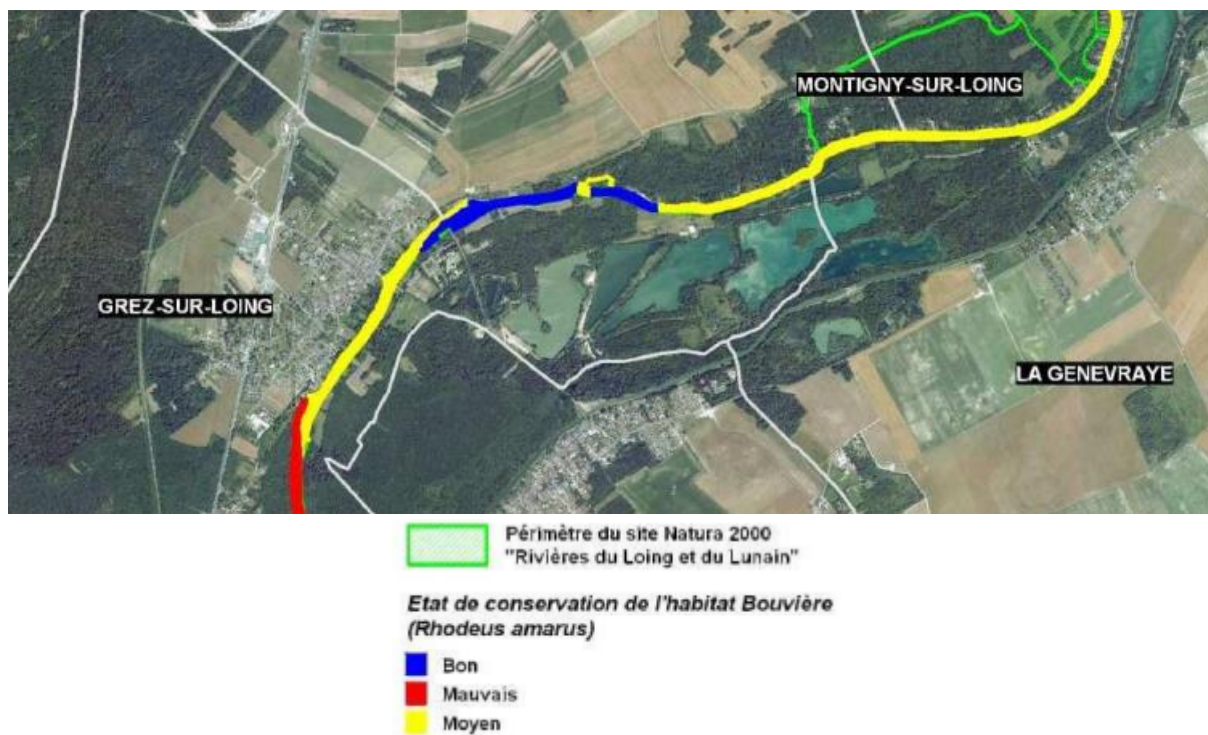 MONTIGNY-SUR-LOING
GREZ-SUR-LOING
LA GENEVRAYE
Périmètre du site Natura 2000
"Rivières du Loing et du Lunain"
Etat de conservation de l'habitat Bouvière
(Rhodeus amarus)
Bon
Mauvais
Moyen